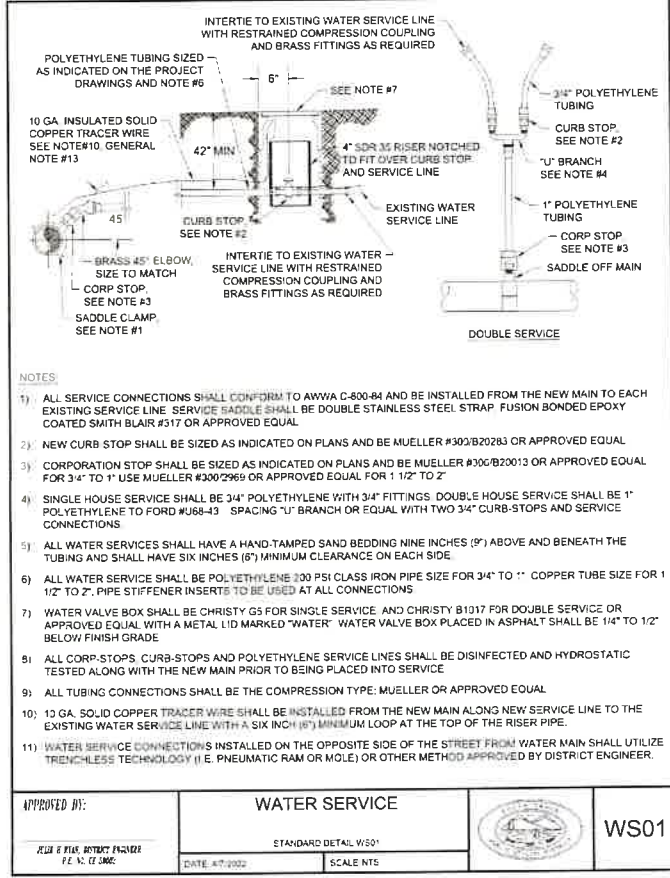 INTERTIE TO EXISTING WATER SERVICE LINE
WITH RESTRAINED COMPRESSION COUPLING
AND BRASS FITTINGS AS REQUIRED
POLYETHYLENE TUBING SIZED
AS INDICATED ON THE PROJECT
DRAWINGS AND NOTE #6
6"
SEE NOTE #7
3/4" POLYETHYLENE
TUBING
10 GA. INSULATED SOLID
COPPER TRACER WIRE
SEE NOTE#10, GENERAL
NOTE #13
42" MIN
4" SDR 35 RISER NOTCHED
TO FIT OVER CURB STOP
AND SERVICE LINE
CURB STOP,
SEE NOTE #2
"U" BRANCH
SEE NOTE #4
1" POLYETHYLENE
TUBING
EXISTING WATER
SERVICE LINE
45
CURB STOP,
SEE NOTE #2
CORP STOP,
SEE NOTE #3
SADDLE OFF MAIN
BRASS 45° ELBOW,
SIZE TO MATCH
CORP STOP,
SEE NOTE #3
SADDLE CLAMP,
SEE NOTE #1
INTERTIE TO EXISTING WATER
SERVICE LINE WITH RESTRAINED
COMPRESSION COUPLING AND
BRASS FITTINGS AS REQUIRED
DOUBLE SERVICE
NOTES:
1) ALL SERVICE CONNECTIONS SHALL CONFORM TO AWWA C-800-84 AND BE INSTALLED FROM THE NEW MAIN TO EACH
EXISTING SERVICE LINE SERVICE SADDLE SHALL BE DOUBLE STAINLESS STEEL STRAP FUSION BONDED EPOXY
COATED SMITH BLAIR #317 OR APPROVED EQUAL
2) NEW CURB STOP SHALL BE SIZED AS INDICATED ON PLANS AND BE MUELLER #300/B20283 OR APPROVED EQUAL
3) CORPORATION STOP SHALL BE SIZED AS INDICATED ON PLANS AND BE MUELLER #300/B20013 OR APPROVED EQUAL
FOR 3/4" TO 1" USE MUELLER #300/2969 OR APPROVED EQUAL FOR 1 1/2" TO 2"
4) SINGLE HOUSE SERVICE SHALL BE 3/4" POLYETHYLENE WITH 3/4" FITTINGS. DOUBLE HOUSE SERVICE SHALL BE 1"
POLYETHYLENE TO FORD #U68-43 SPACING "U" BRANCH OR EQUAL WITH TWO 3/4" CURB-STOPS AND SERVICE
CONNECTIONS
5) ALL WATER SERVICES SHALL HAVE A HAND-TAMPED SAND BEDDING NINE INCHES (9") ABOVE AND BENEATH THE
TUBING AND SHALL HAVE SIX INCHES (6") MINIMUM CLEARANCE ON EACH SIDE
6) ALL WATER SERVICE SHALL BE POLYETHYLENE 200 PSI CLASS IRON PIPE SIZE FOR 3/4" TO 1" COPPER TUBE SIZE FOR 1
1/2" TO 2". PIPE STIFFENER INSERTS TO BE USED AT ALL CONNECTIONS
7) WATER VALVE BOX SHALL BE CHRISTY G5 FOR SINGLE SERVICE AND CHRISTY B1017 FOR DOUBLE SERVICE OR
APPROVED EQUAL WITH A METAL LID MARKED "WATER" WATER VALVE BOX PLACED IN ASPHALT SHALL BE 1/4" TO 1/2"
BELOW FINISH GRADE
8) ALL CORP-STOPS, CURB-STOPS AND POLYETHYLENE SERVICE LINES SHALL BE DISINFECTED AND HYDROSTATIC
TESTED ALONG WITH THE NEW MAIN PRIOR TO BEING PLACED INTO SERVICE
9) ALL TUBING CONNECTIONS SHALL BE THE COMPRESSION TYPE: MUELLER OR APPROVED EQUAL
10) 10 GA. SOLID COPPER TRACER WIRE SHALL BE INSTALLED FROM THE NEW MAIN ALONG NEW SERVICE LINE TO THE
EXISTING WATER SERVICE LINE WITH A SIX INCH (6") MINIMUM LOOP AT THE TOP OF THE RISER PIPE.
11) WATER SERVICE CONNECTIONS INSTALLED ON THE OPPOSITE SIDE OF THE STREET FROM WATER MAIN SHALL UTILIZE
TRENCHLESS TECHNOLOGY (I.E. PNEUMATIC RAM OR MOLE) OR OTHER METHOD APPROVED BY DISTRICT ENGINEER.
APPROVED BY:
DISTRICT ENGINEER
WATER SERVICE
STANDARD DETAIL WS01
DATE: 4/7/2022
SCALE NTS
WS01